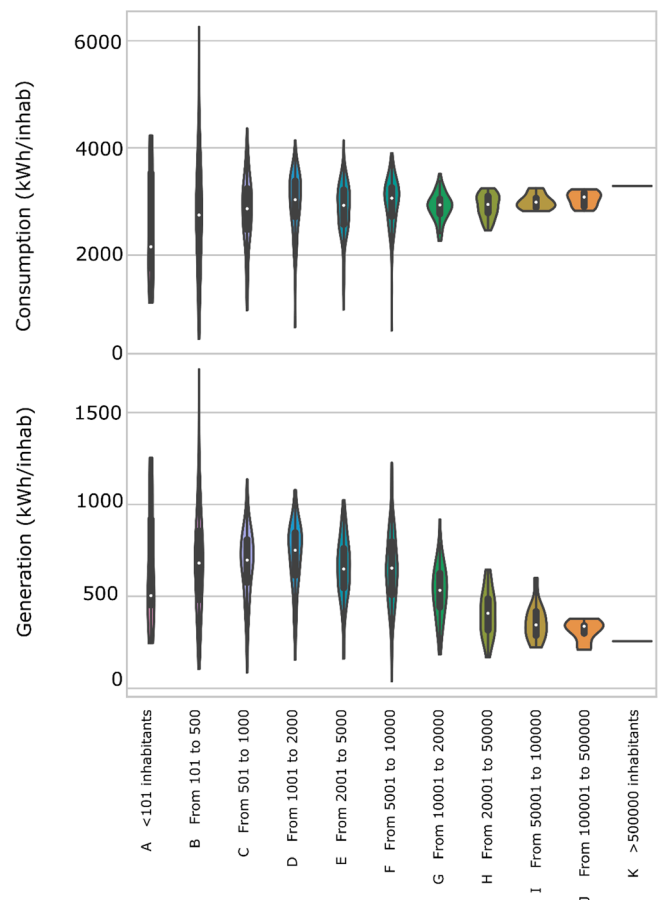 Consumption (kWh/inhab)
6000
4000
2000
0
Generation (kWh/inhab)
1500
1000
500
0
A <101 inhabitants
B From 101 to 500
C From 501 to 1000
D From 1001 to 2000
E From 2001 to 5000
F From 5001 to 10000
G From 10001 to 20000
H From 20001 to 50000
I From 50001 to 100000
J From 100001 to 500000
K >500000 inhabitants